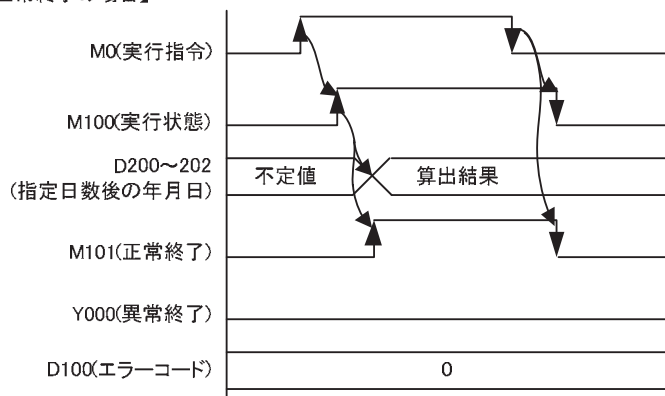 M0(実行指令)
M100(実行状態)
D200～202
(指定日数後の年月日)
不定値
算出結果
M101(正常終了)
Y000(異常終了)
D100(エラーコード)
0